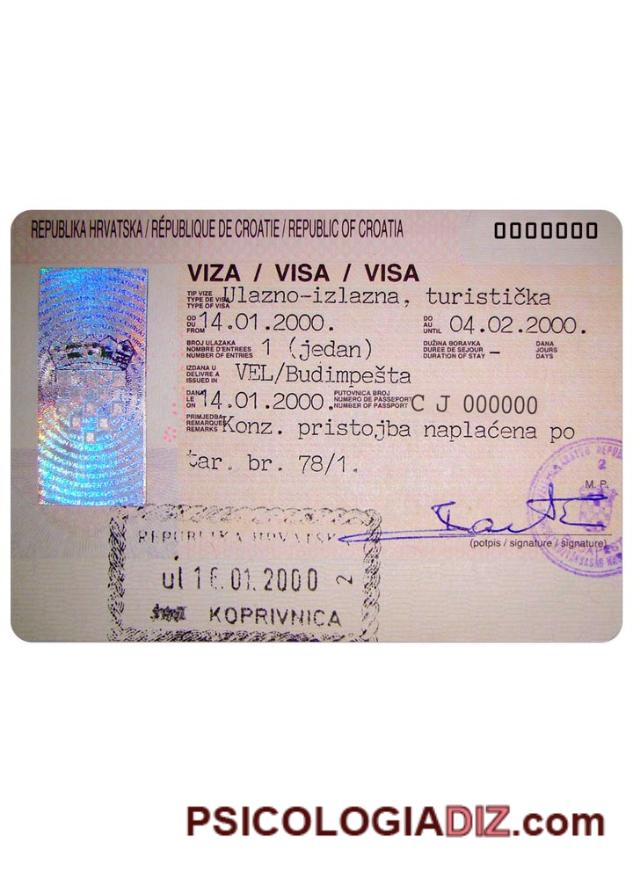 REPUBLIKA HRVATSKA / RÉPUBLIQUE DE CROATIE / REPUBLIC OF CROATIA 0000000
VIZA / VISA / VISA
TIP VIZE
TYPE DE VISA
TYPE OF VISA
Ulazno-izlazna, turistička
OD
DU
FROM
14.01.2000.
DO
AU
UNTIL
04.02.2000.
BROJ ULAZAKA
NOMBRE D'ENTREES
NUMBER OF ENTRIES
1 (jedan)
DUŽINA BORAVKA
DUREE DE SEJOUR
DURATION OF STAY
–
DANA
JOURS
DAYS
IZDANA U
DELIVRE A
ISSUED IN
VEL/Budimpešta
DANA
LE
ON
14.01.2000.
PUTOVNICA BROJ
NUMERO DE PASSEPORT
NUMBER OF PASSPORT
C J 000000
PRIMJEDBA
REMARQUE
REMARKS
Konz. pristojba naplaćena po
tar. br. 78/1.
2
M. P.
(potpis / signature / signature)
REPUBLIKA HRVATSKA
ul 16.01.2000 2
KOPRIVNICA
PSICOLOGIADIZ.com